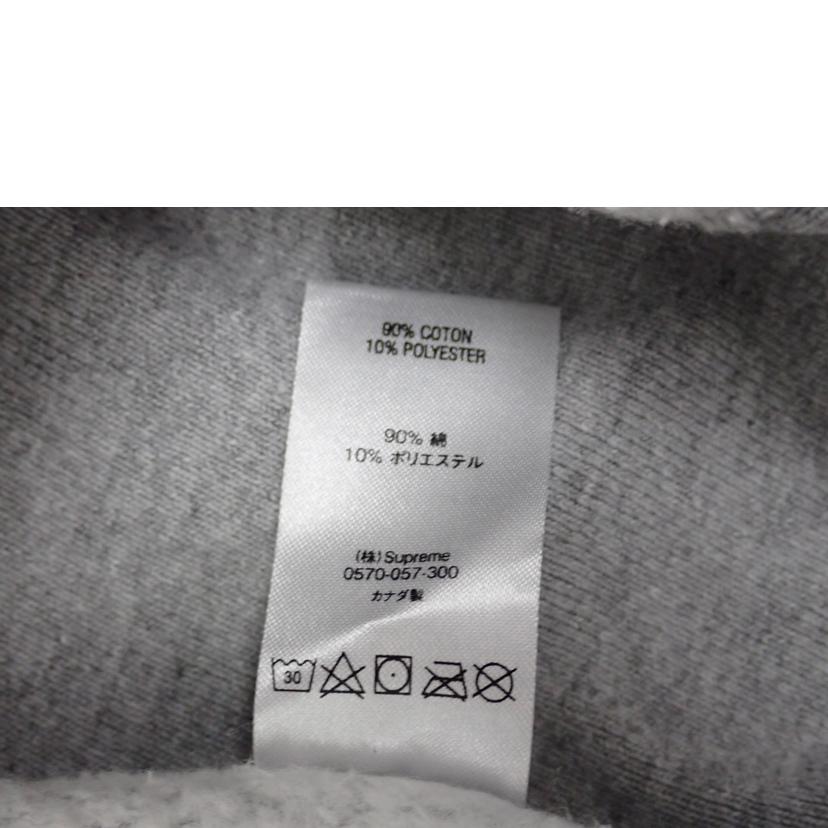 90% COTON
10% POLYESTER
90% 綿
10% ポリエステル
(株)Supreme
0570-057-300
カナダ製
30